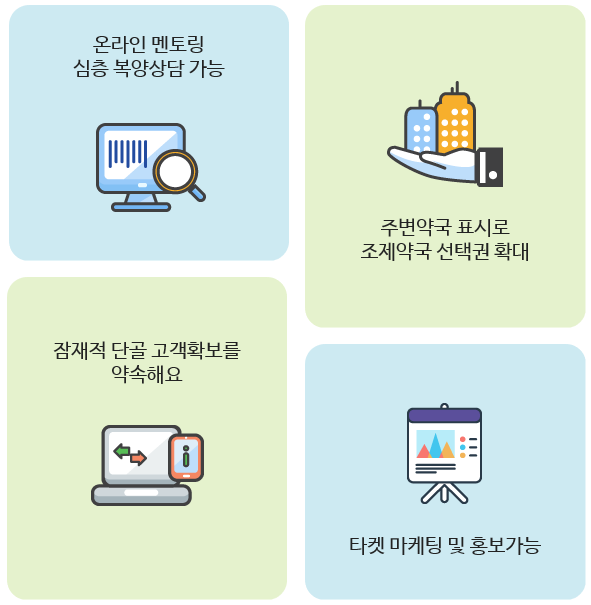 온라인 멘토링
심층 복양상담 가능
주변약국 표시로
조제약국 선택권 확대
잠재적 단골 고객확보를
약속해요
타켓 마케팅 및 홍보가능